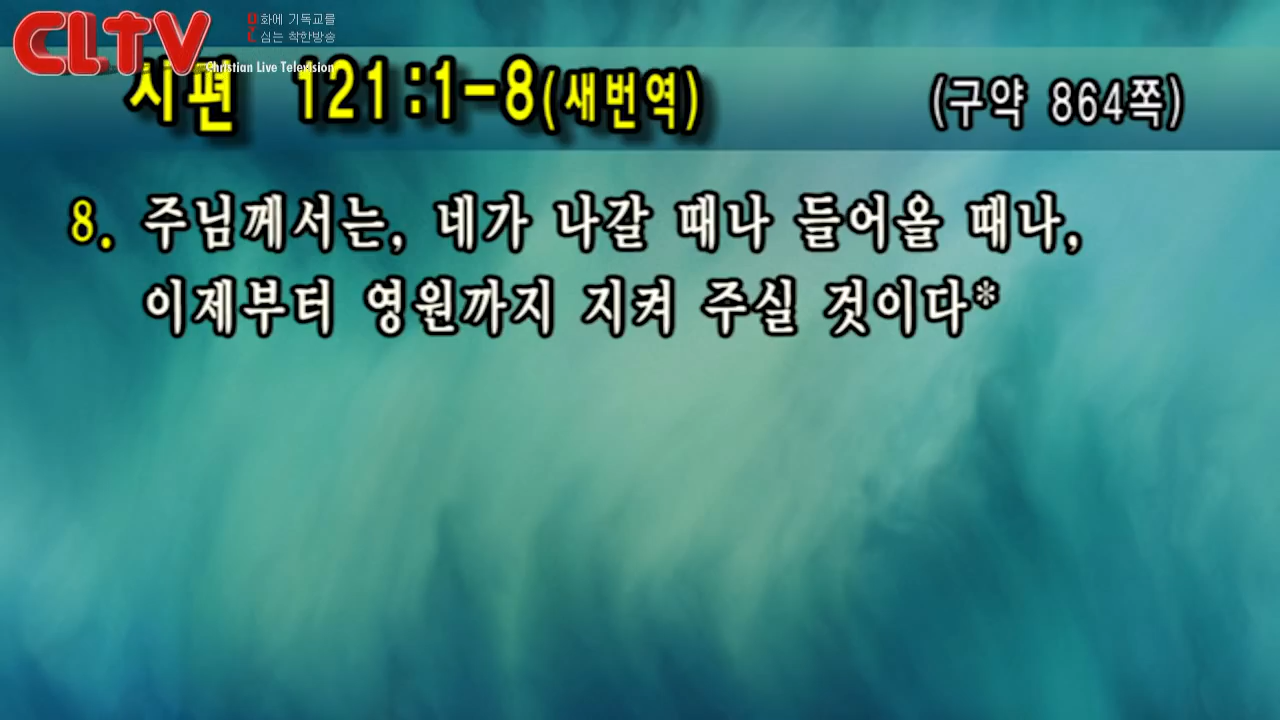 CLTV
문화에 기독교를
심는 착한방송
Christian Live Television
시편 121:1-8(새번역) (구약 864쪽)
8. 주님께서는, 네가 나갈 때나 들어올 때나,
이제부터 영원까지 지켜 주실 것이다*